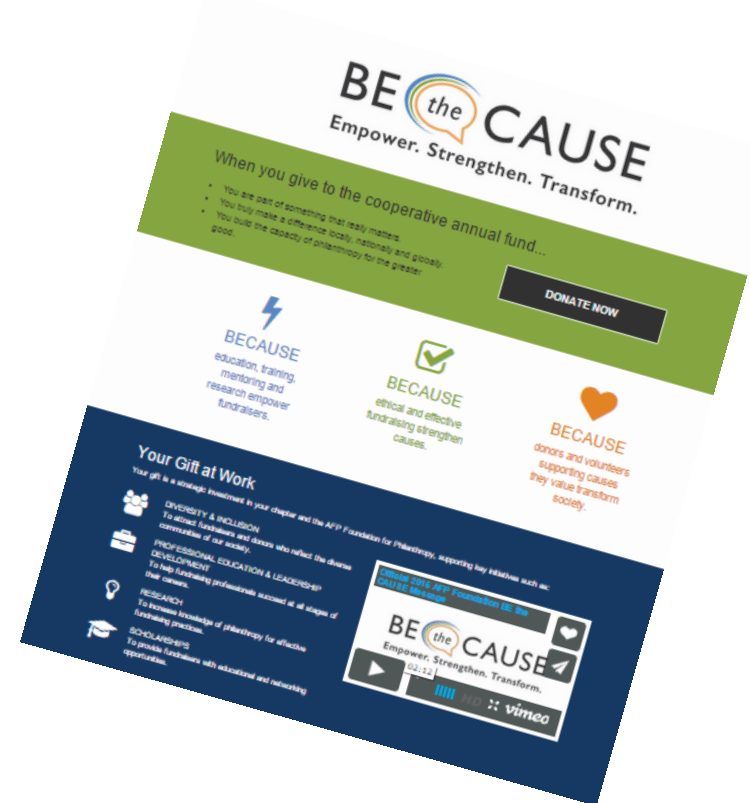 BE the CAUSE
Empower. Strengthen. Transform.
When you give to the cooperative annual fund...
• You are part of something that really matters.
• You truly make a difference locally, nationally and globally.
• You build the capacity of philanthropy for the greater
good.
DONATE NOW
BECAUSE
education, training,
mentoring and
research empower
fundraisers.
BECAUSE
ethical and effective
fundraising strengthen
causes.
BECAUSE
donors and volunteers
supporting causes
they value transform
society.
Your Gift at Work
Your gift is a strategic investment in your chapter and the AFP Foundation for Philanthropy, supporting key initiatives such as:
DIVERSITY & INCLUSION
To attract fundraisers and donors who reflect the diverse
communities of our society.
PROFESSIONAL EDUCATION & LEADERSHIP
DEVELOPMENT
To help fundraising professionals succeed at all stages of
their careers.
RESEARCH
To increase knowledge of philanthropy for effective
fundraising practices.
SCHOLARSHIPS
To provide fundraisers with educational and networking
opportunities.
Official 2016 AFP Foundation BE the
CAUSE Message
BE the CAUSE
Empower. Strengthen. Transform.
02:12
HD
vimeo